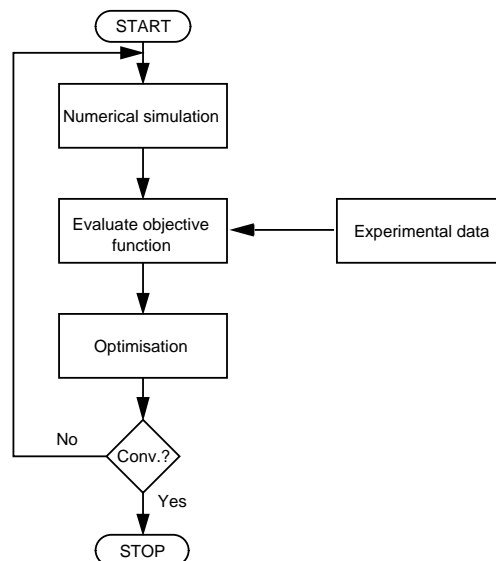 START
Numerical simulation
Evaluate objective
function
Experimental data
Optimisation
No
Conv.?
Yes
STOP